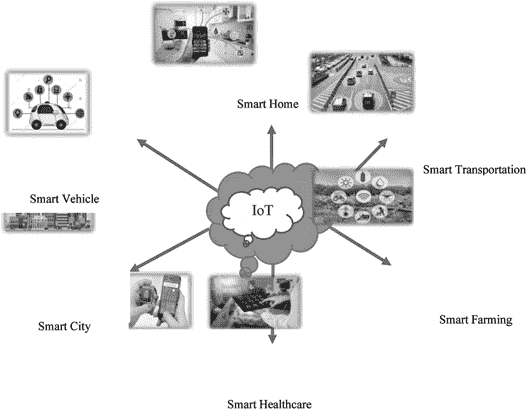 Smart Home
Smart Transportation
Smart Vehicle
IoT
Smart City
Smart Farming
Smart Healthcare